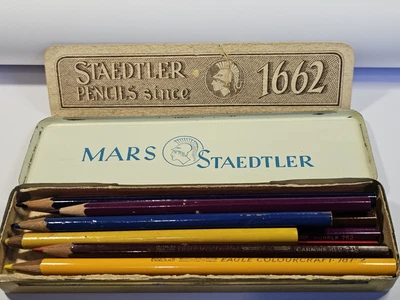 STAEDTLER
PENCILS since 1662
MARS STAEDTLER
EAGLE COLOURCRAFT